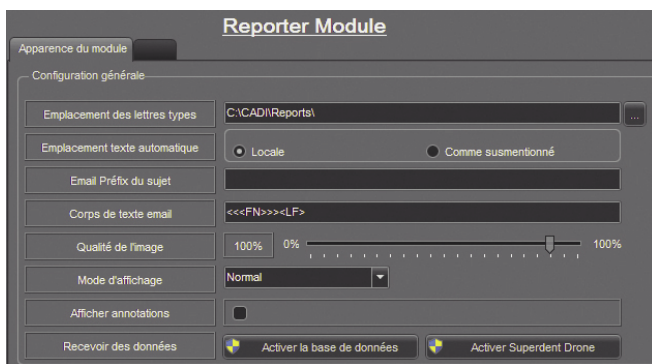 Reporter Module
Apparence du module
Configuration générale
Emplacement des lettres types C:\CADI\Reports\ ...
Emplacement texte automatique Locale Comme susmentionné
Email Préfix du sujet
Corps de texte email <<<FN>>><LF>
Qualité de l'image 100% 0% 100%
Mode d'affichage Normal
Afficher annotations
Recevoir des données Activer la base de données Activer Superdent Drone